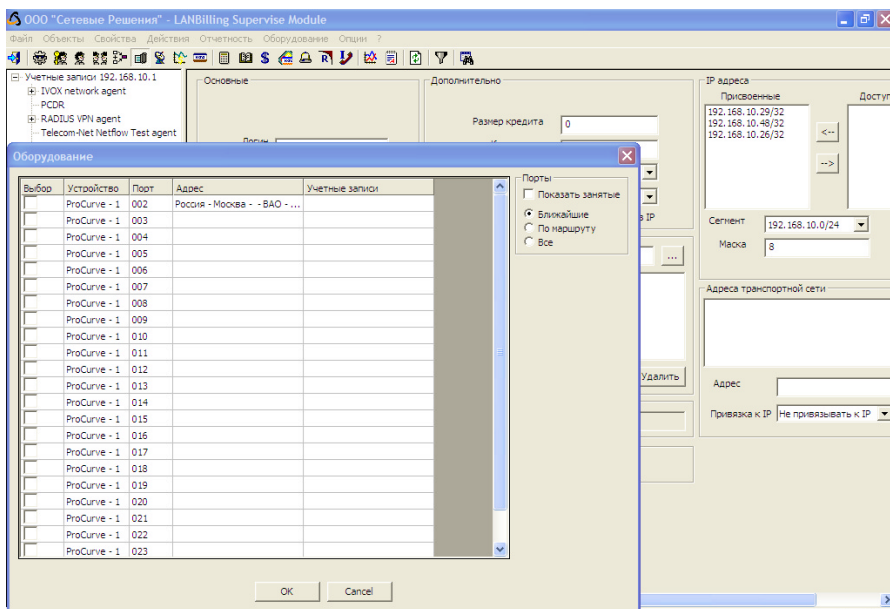 ООО "Сетевые Решения" - LANBilling Supervise Module
Файл Объекты Свойства Действия Отчетность Оборудование Опции ?
Учетные записи 192.168.10.1
IVOX network agent
PCDR
RADIUS VPN agent
Telecom-Net Netflow Test agent
Основные
Дополнительно
Размер кредита 0
IP адреса
Присвоенные
192.168.10.29/32
192.168.10.48/32
192.168.10.26/32
<--
-->
Сегмент 192.168.10.0/24
Маска 8
Адреса транспортной сети
Адрес
Привязка к IP Не привязывать к IP
в IP
...
Удалить
Оборудование
Выбор Устройство Порт Адрес Учетные записи
ProCurve - 1 002 Россия - Москва - - ВАО - ...
ProCurve - 1 003
ProCurve - 1 004
ProCurve - 1 005
ProCurve - 1 006
ProCurve - 1 007
ProCurve - 1 008
ProCurve - 1 009
ProCurve - 1 010
ProCurve - 1 011
ProCurve - 1 012
ProCurve - 1 013
ProCurve - 1 014
ProCurve - 1 015
ProCurve - 1 016
ProCurve - 1 017
ProCurve - 1 018
ProCurve - 1 019
ProCurve - 1 020
ProCurve - 1 021
ProCurve - 1 022
ProCurve - 1 023
Порты
Показать занятые
Ближайшие
По маршруту
Все
OK
Cancel